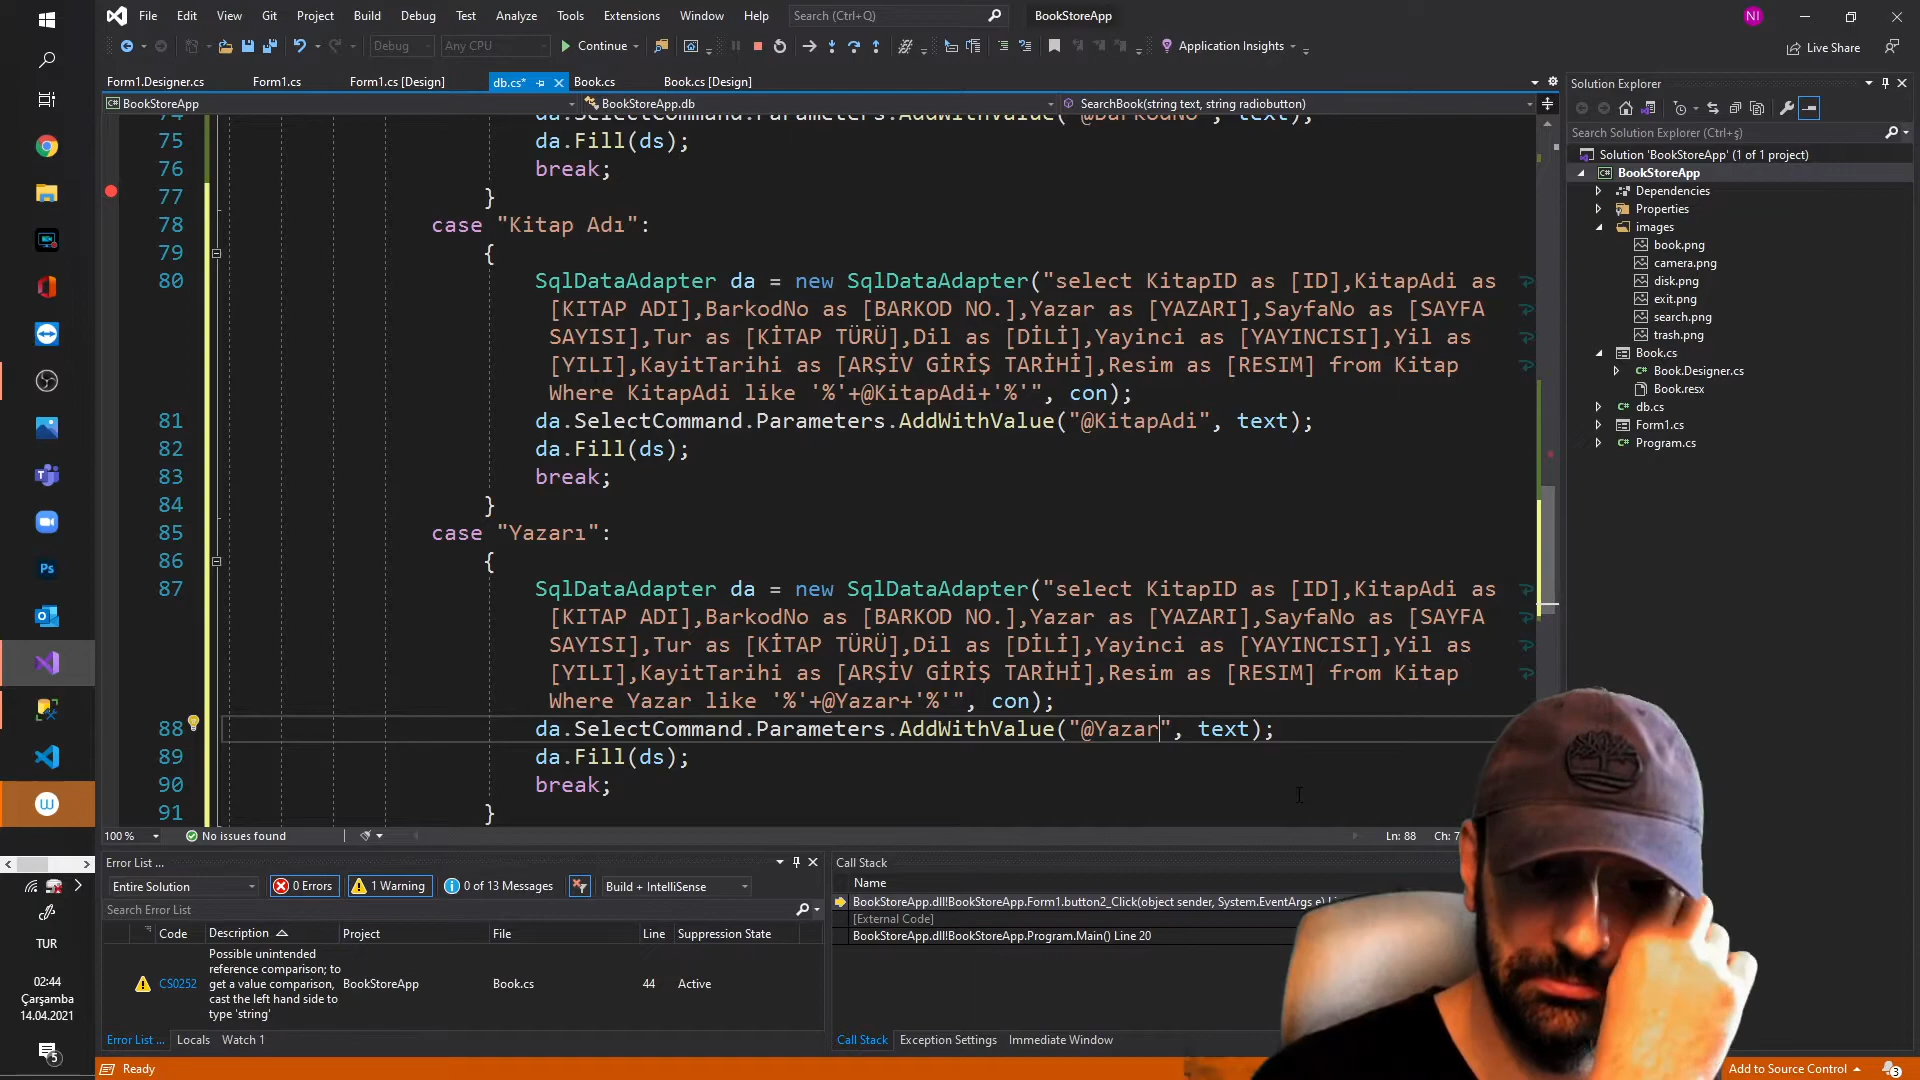 File Edit View Git Project Build Debug Test Analyze Tools Extensions Window Help Search (Ctrl+Q) BookStoreApp NI
Debug Any CPU Continue Application Insights Live Share
Form1.Designer.cs Form1.cs Form1.cs [Design] db.cs* Book.cs Book.cs [Design]
BookStoreApp BookStoreApp.db SearchBook(string text, string radiobutton)
74 da.SelectCommand.Parameters.AddWithValue("@BarkodNo", text);
75 da.Fill(ds);
76 break;
77 }
78 case "Kitap Adı":
79 {
80 SqlDataAdapter da = new SqlDataAdapter("select KitapID as [ID],KitapAdi as
[KITAP ADI],BarkodNo as [BARKOD NO.],Yazar as [YAZARI],SayfaNo as [SAYFA
SAYISI],Tur as [KİTAP TÜRÜ],Dil as [DİLİ],Yayinci as [YAYINCISI],Yil as
[YILI],KayitTarihi as [ARŞİV GİRİŞ TARİHİ],Resim as [RESIM] from Kitap
Where KitapAdi like '%'+@KitapAdi+'%'", con);
81 da.SelectCommand.Parameters.AddWithValue("@KitapAdi", text);
82 da.Fill(ds);
83 break;
84 }
85 case "Yazarı":
86 {
87 SqlDataAdapter da = new SqlDataAdapter("select KitapID as [ID],KitapAdi as
[KITAP ADI],BarkodNo as [BARKOD NO.],Yazar as [YAZARI],SayfaNo as [SAYFA
SAYISI],Tur as [KİTAP TÜRÜ],Dil as [DİLİ],Yayinci as [YAYINCISI],Yil as
[YILI],KayitTarihi as [ARŞİV GİRİŞ TARİHİ],Resim as [RESIM] from Kitap
Where Yazar like '%'+@Yazar+'%'", con);
88 da.SelectCommand.Parameters.AddWithValue("@Yazar", text);
89 da.Fill(ds);
90 break;
91 }
100 % No issues found Ln: 88 Ch: 7
Solution Explorer
Search Solution Explorer (Ctrl+ş)
Solution 'BookStoreApp' (1 of 1 project)
BookStoreApp
Dependencies
Properties
images
book.png
camera.png
disk.png
exit.png
search.png
trash.png
Book.cs
Book.Designer.cs
Book.resx
db.cs
Form1.cs
Program.cs
Error List ...
Entire Solution 0 Errors 1 Warning 0 of 13 Messages Build + IntelliSense
Search Error List
Code Description Project File Line Suppression State
CS0252 Possible unintended
reference comparison; to
get a value comparison, BookStoreApp Book.cs 44 Active
cast the left hand side to
type 'string'
Error List ... Locals Watch 1
Call Stack
Name
BookStoreApp.dll!BookStoreApp.Form1.button2_Click(object sender, System.EventArgs e) L
[External Code]
BookStoreApp.dll!BookStoreApp.Program.Main() Line 20
Call Stack Exception Settings Immediate Window
Ready Add to Source Control 3
Ps
TUR
02:44
Çarşamba
14.04.2021
5